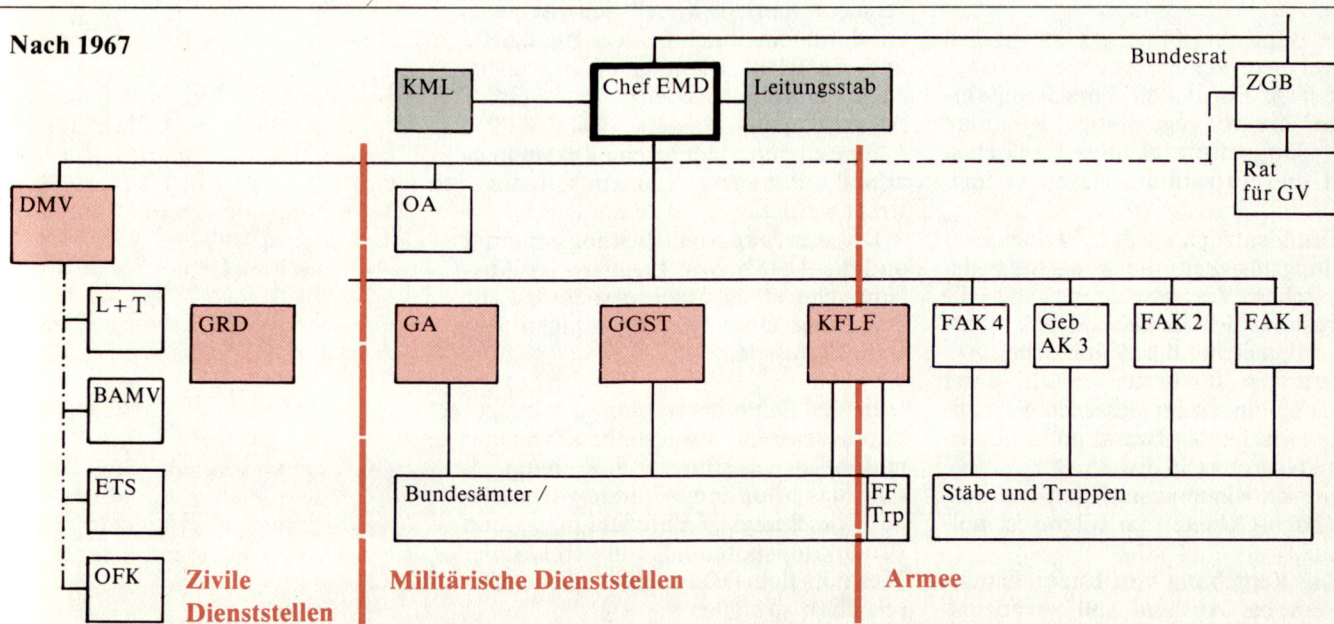 Nach 1967
Bundesrat
KML
Chef EMD
Leitungsstab
ZGB
DMV
OA
Rat
für GV
L + T
GRD
GA
GGST
KFLF
FAK 4
Geb
AK 3
FAK 2
FAK 1
BAMV
ETS
Bundesämter /
FF
Trp
Stäbe und Truppen
OFK
Zivile
Dienststellen
Militärische Dienststellen
Armee